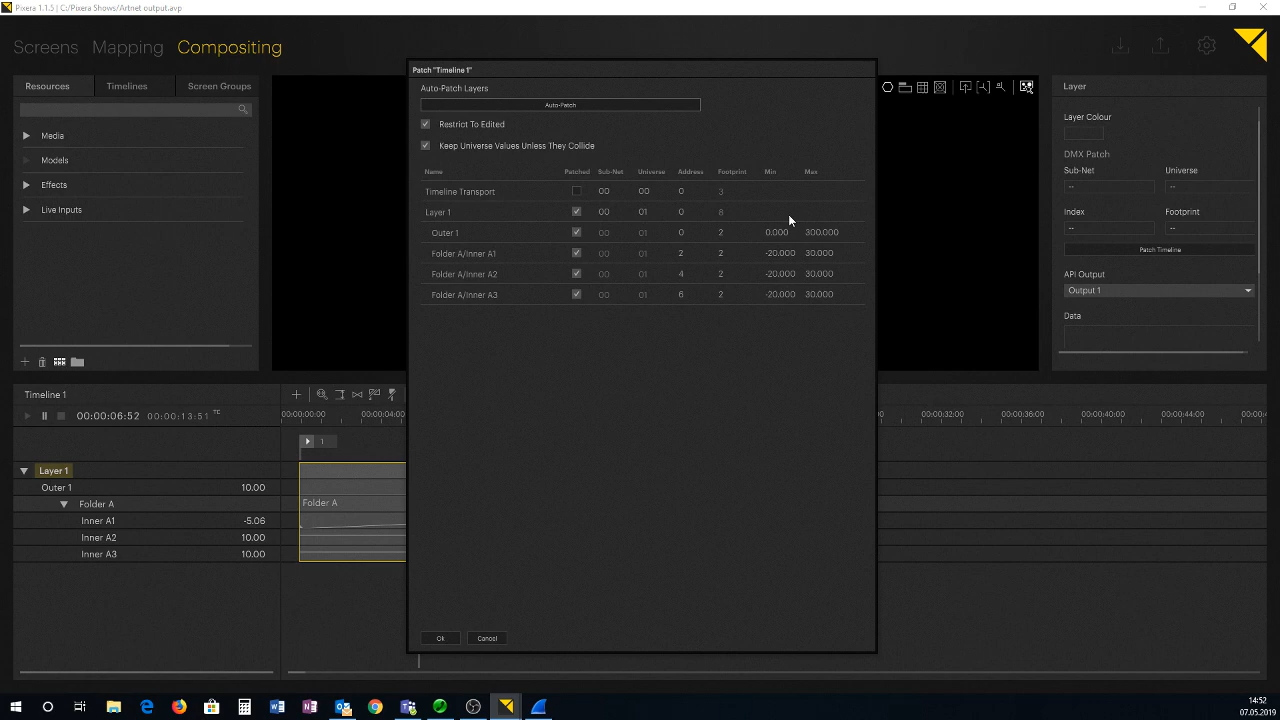 Pixera 1.1.5 | C:/Pixera Shows/Artnet output.avp
Screens Mapping Compositing
Resources Timelines Screen Groups
Media
Models
Effects
Live Inputs
Patch "Timeline 1"
Auto-Patch Layers
Auto-Patch
Restrict To Edited
Keep Universe Values Unless They Collide
Name Patched Sub-Net Universe Address Footprint Min Max
Timeline Transport 00 00 0 3
Layer 1 00 01 0 8
Outer 1 00 01 0 2 0.000 300.000
Folder A/Inner A1 00 01 2 2 -20.000 30.000
Folder A/Inner A2 00 01 4 2 -20.000 30.000
Folder A/Inner A3 00 01 6 2 -20.000 30.000
Ok Cancel
Layer
Layer Colour
DMX Patch
Sub-Net Universe
-- --
Index Footprint
-- --
Patch Timeline
API Output
Output 1
Data
Timeline 1
00:00:06:52 00:00:13:51 TC
00:00:00:00 00:00:04:00 00:00:32:00 00:00:36:00 00:00:40:00 00:00:44:00
1
Layer 1
Outer 1 10.00
Folder A Folder A
Inner A1 -5.06
Inner A2 10.00
Inner A3 10.00
14:52
07.05.2019